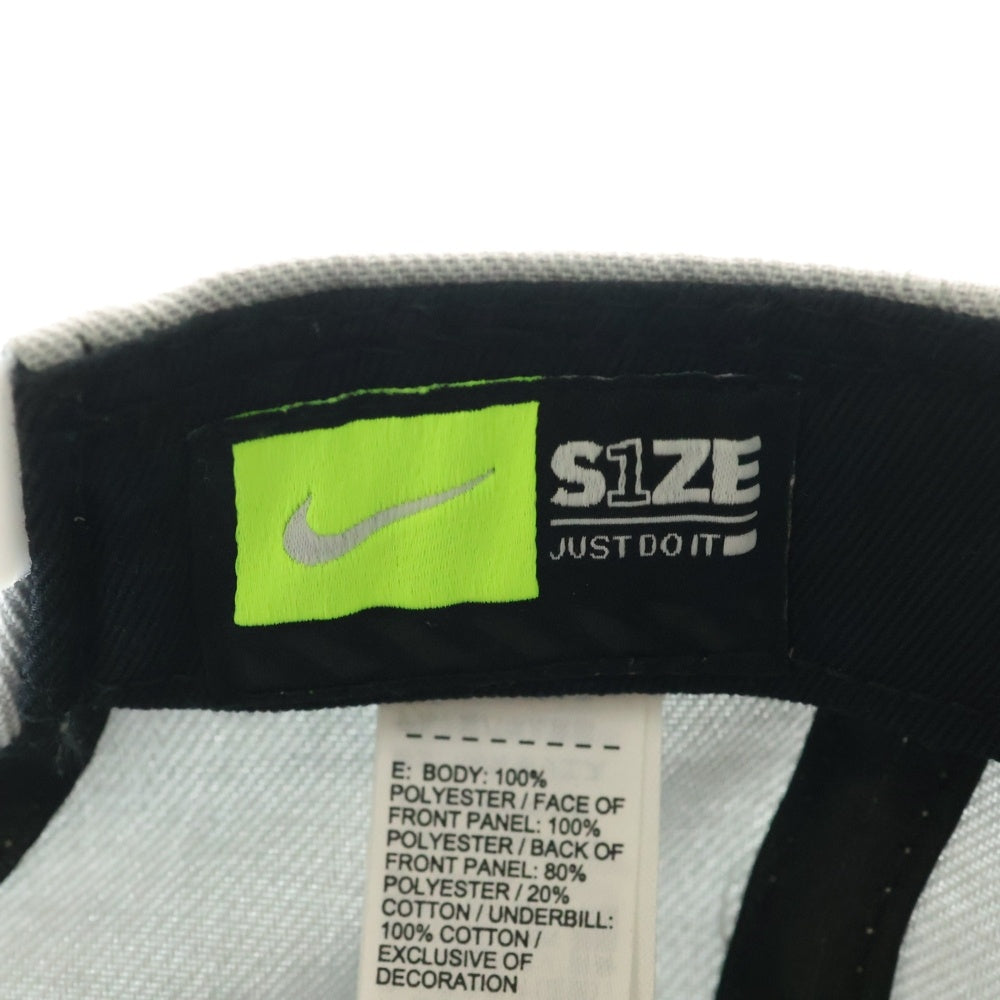 S1ZE
JUST DO IT
E: BODY: 100%
POLYESTER / FACE OF
FRONT PANEL: 100%
POLYESTER / BACK OF
FRONT PANEL: 80%
POLYESTER / 20%
COTTON / UNDERBILL:
100% COTTON /
EXCLUSIVE OF
DECORATION